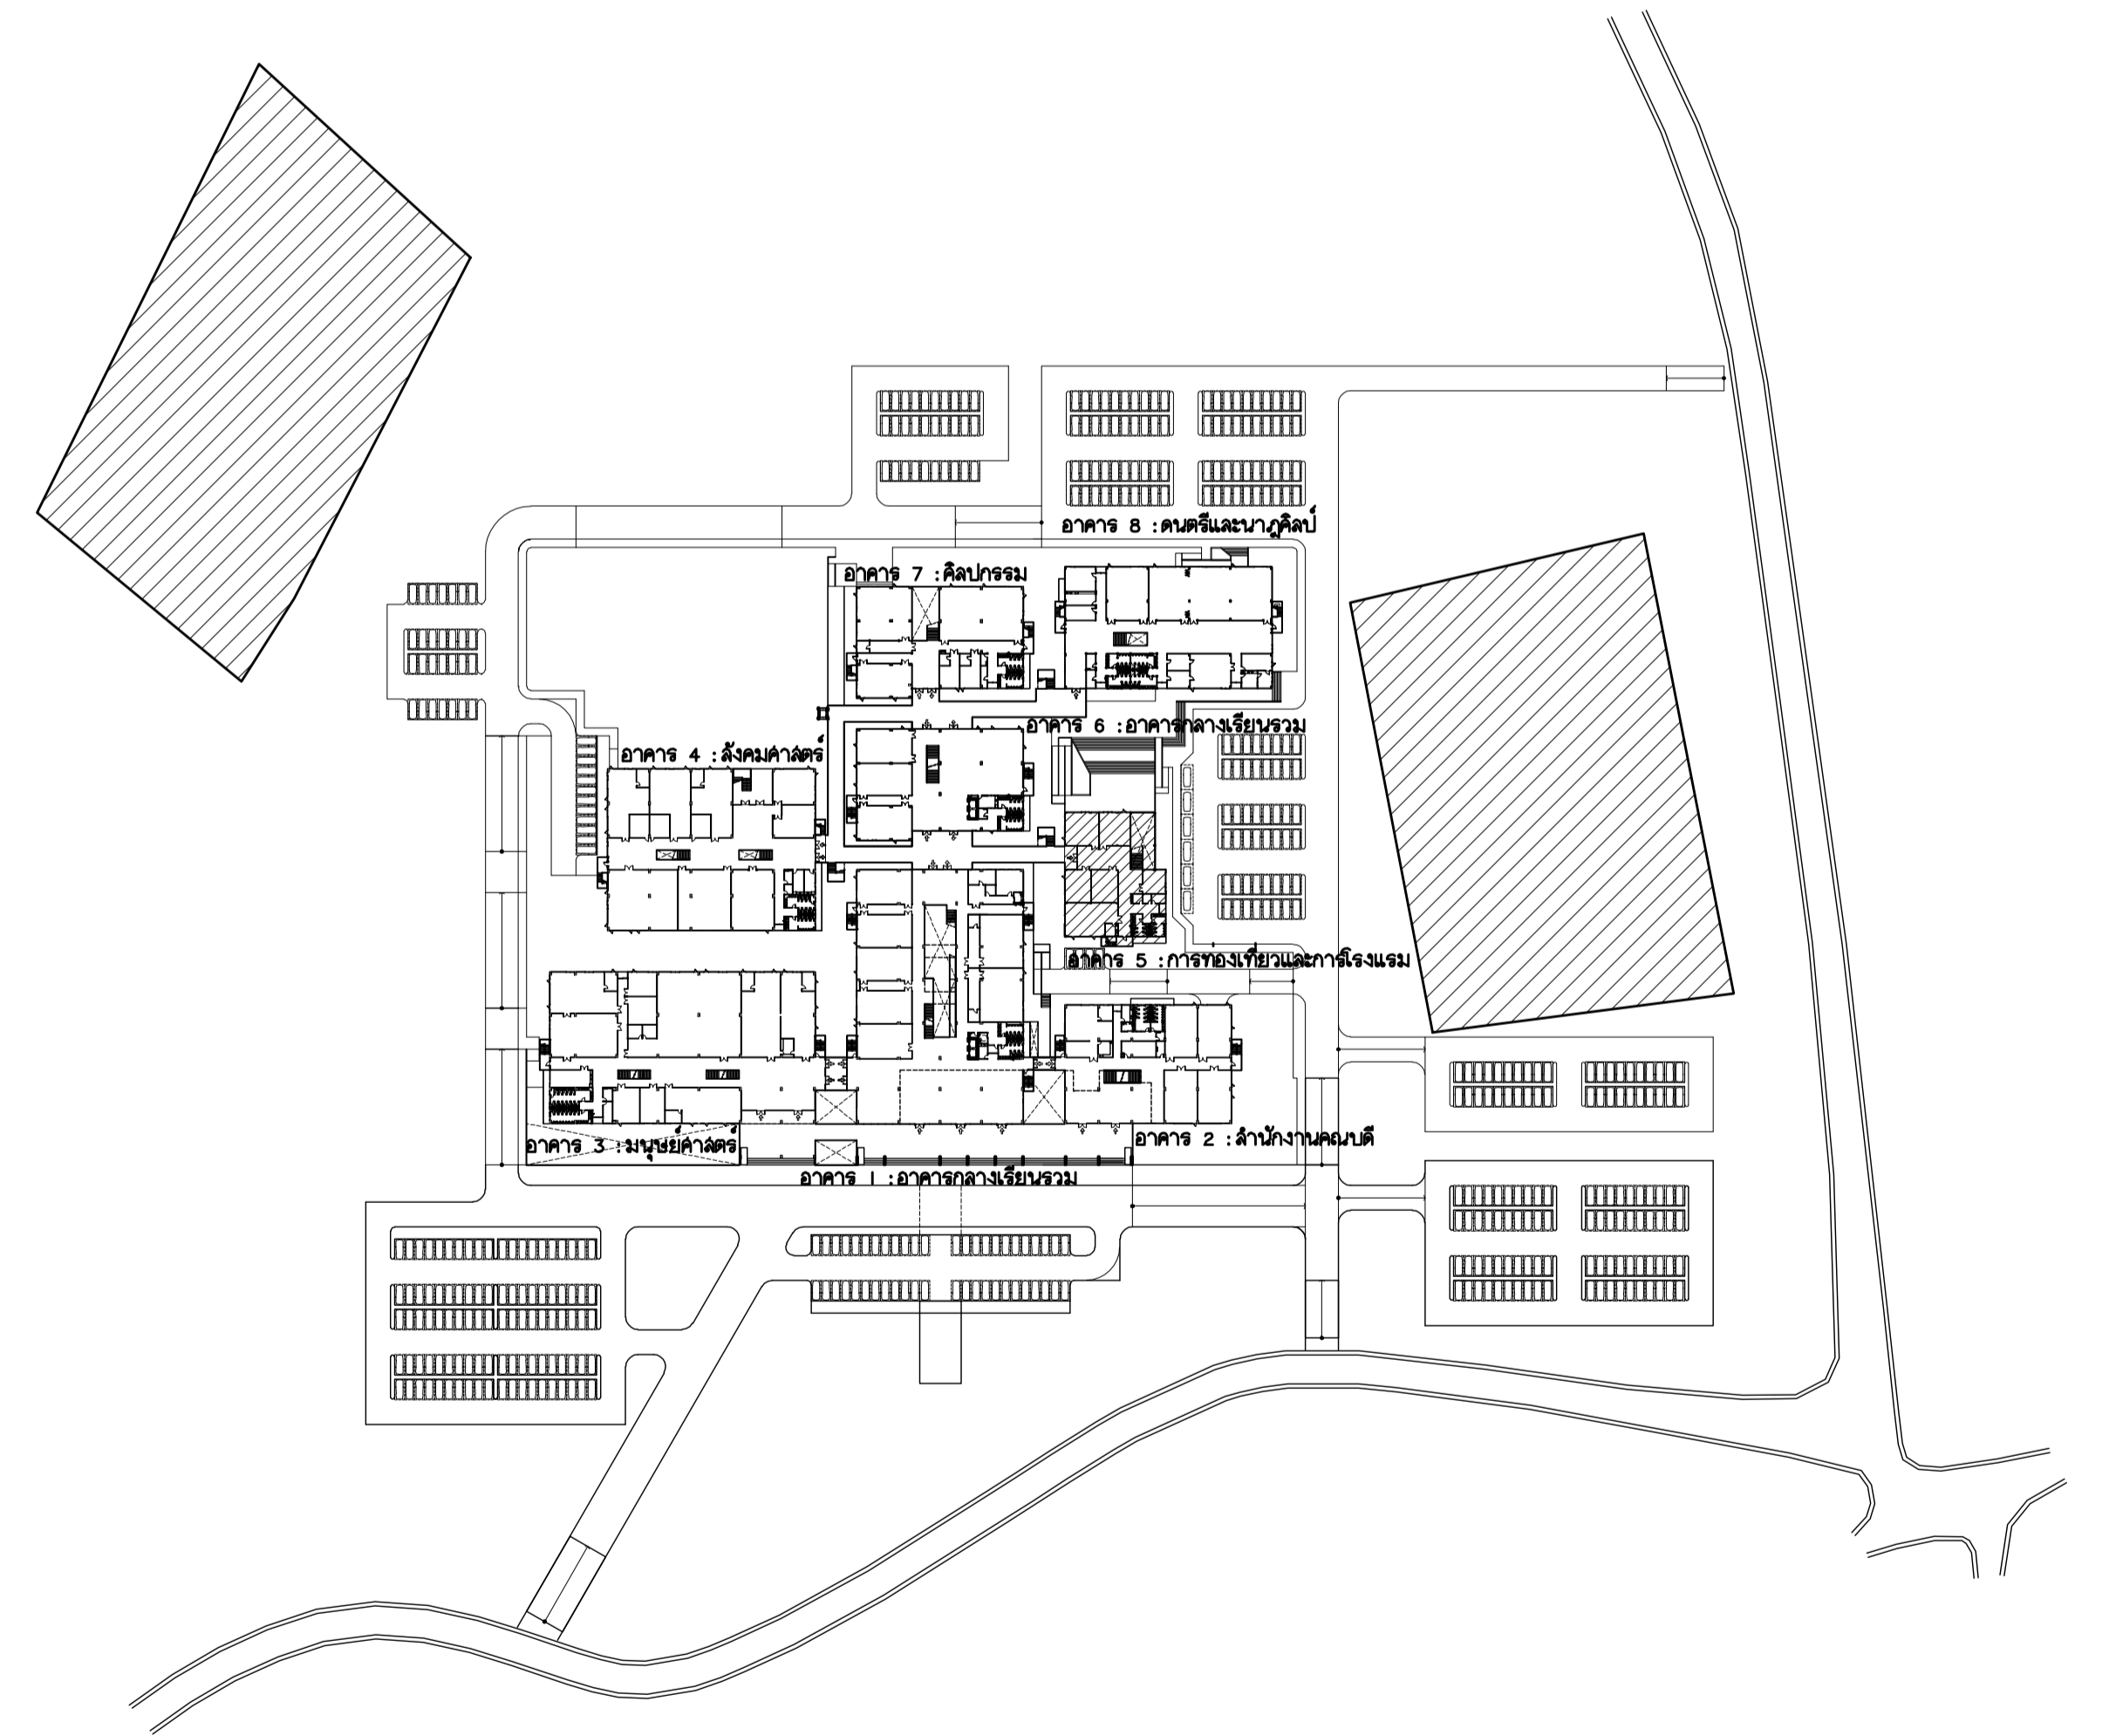 อาคาร 8 : ดนตรีและนาฏศิลป์
อาคาร 7 : ศิลปกรรม
อาคาร 6 : อาคารกลางเรียนรวม
อาคาร 4 : สังคมศาสตร์
อาคาร 5 : การท่องเที่ยวและการโรงแรม
อาคาร 2 : สำนักงานคณบดี
อาคาร 3 : มนุษย์ศาสตร์
อาคาร 1 : อาคารกลางเรียนรวม